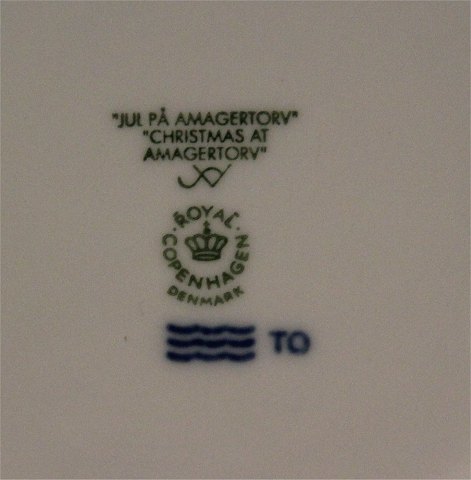 "JUL PÅ AMAGERTORV"
"CHRISTMAS AT
AMAGERTORV"
ROYAL
COPENHAGEN
DENMARK
TO